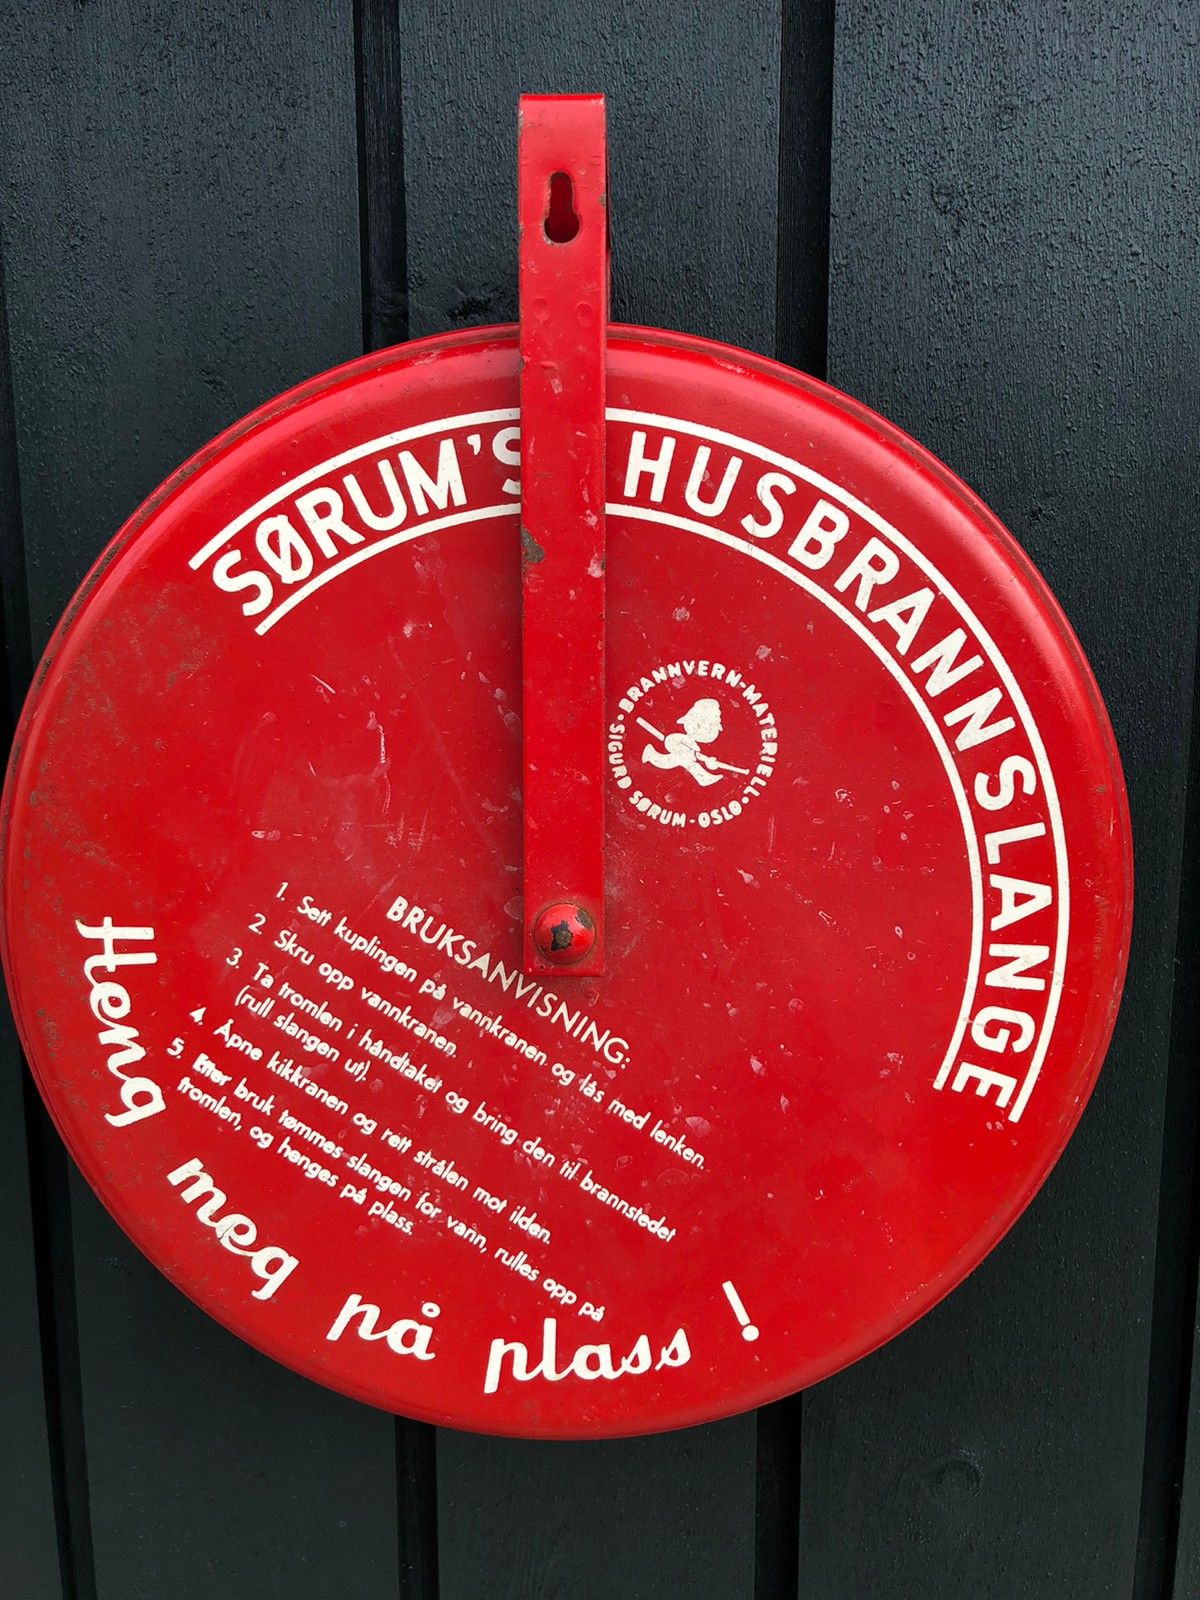 SØRUM'S HUSBRANNSLANGE
BRANNVERN-MATERIELL · OSLO · SIGURD SØRUM ·
BRUKSANVISNING:
1. Sett kuplingen på vannkranen og lås med lenken.
2. Skru opp vannkranen.
3. Ta tromlen i håndtaket og bring den til brannstedet
(rull slangen ut).
4. Åpne kikkranen og rett strålen mot ilden.
5. Etter bruk tømmes slangen for vann, rulles opp på
tromlen, og henges på plass.
Heng meg på plass !